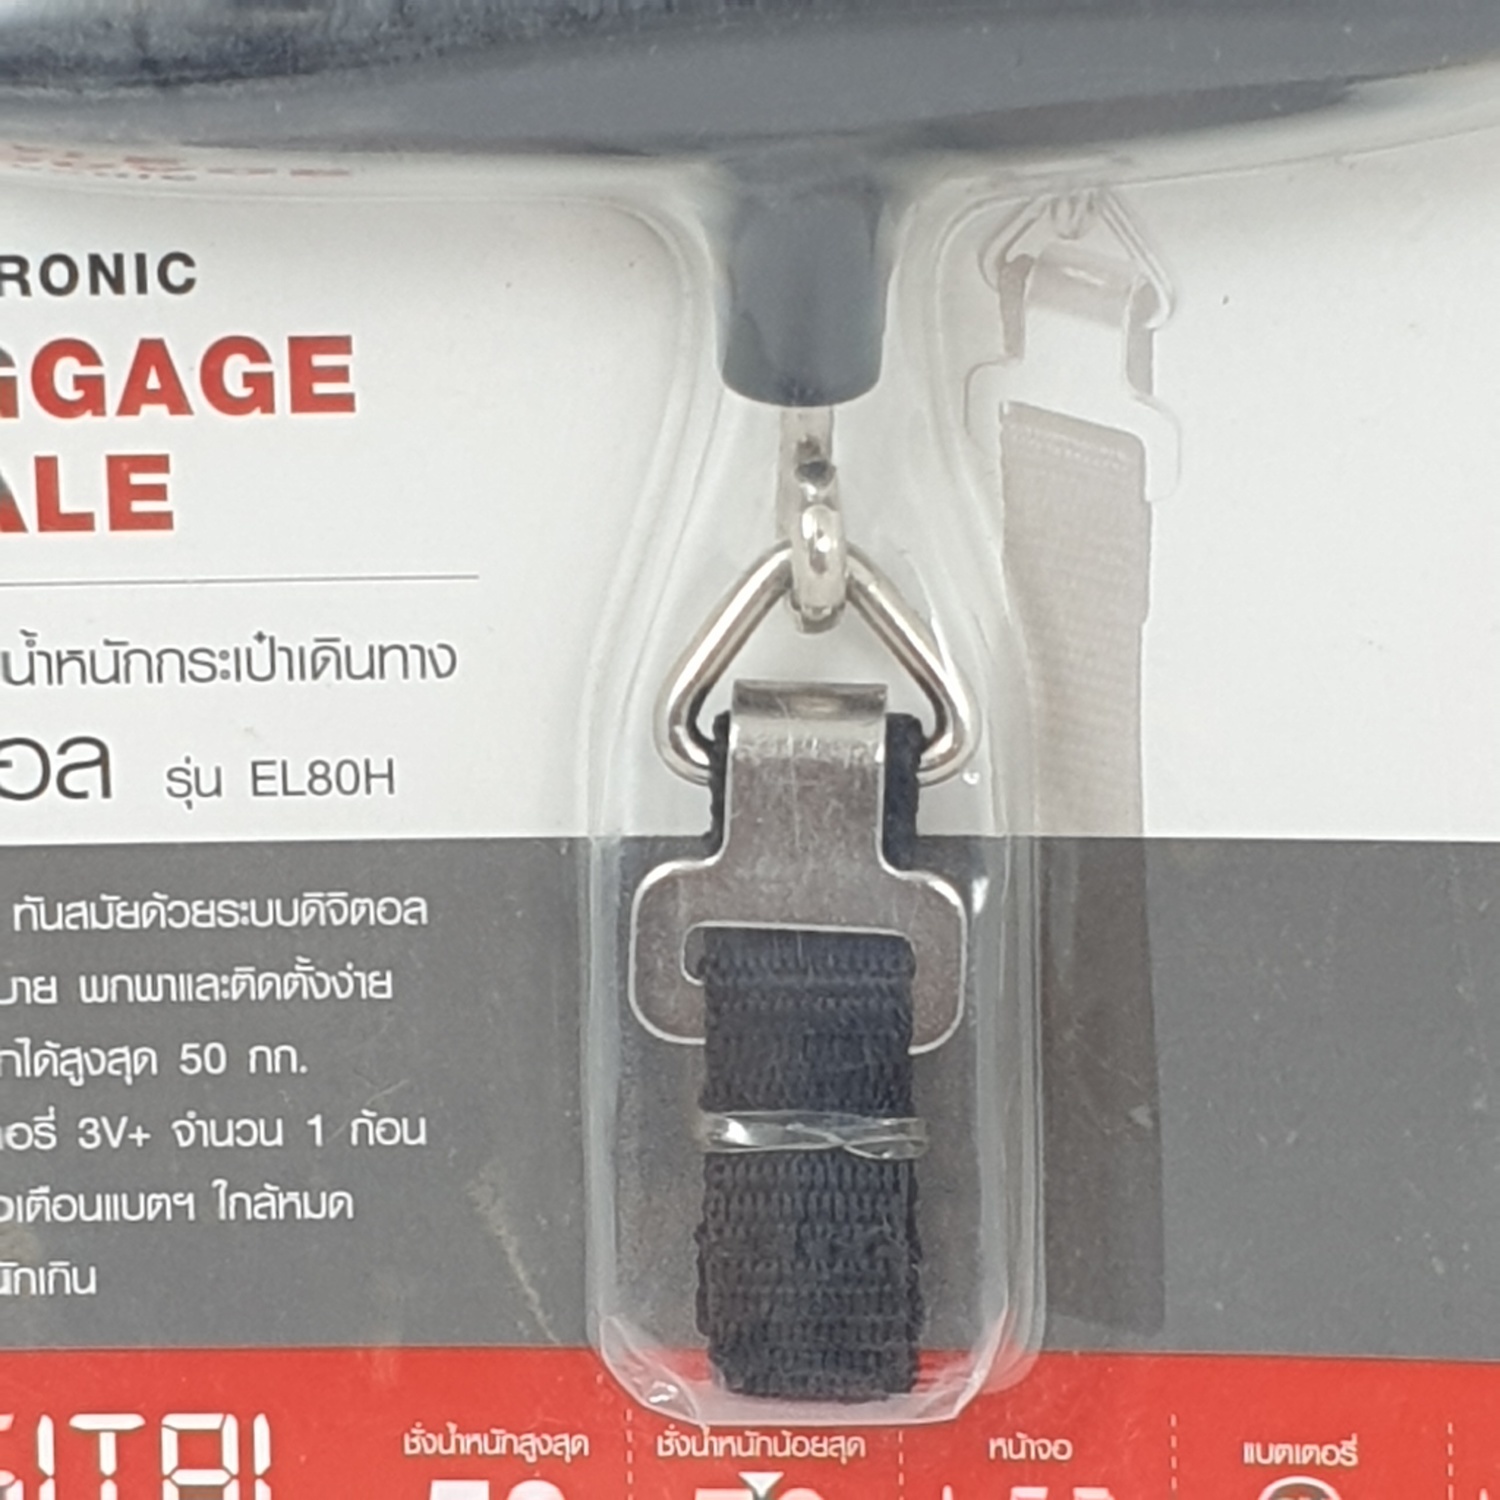 RONIC
GGAGE
ALE
น้ำหนักกระเป๋าเดินทาง
อล รุ่น EL80H
ทันสมัยด้วยระบบดิจิตอล
บาย พกพาและติดตั้งง่าย
กได้สูงสุด 50 กก.
อรี่ 3V+ จำนวน 1 ก้อน
อเตือนแบตฯ ใกล้หมด
นักเกิน
GITAL
ชั่งน้ำหนักสูงสุด ชั่งน้ำหนักน้อยสุด หน้าจอ แบตเตอรี่